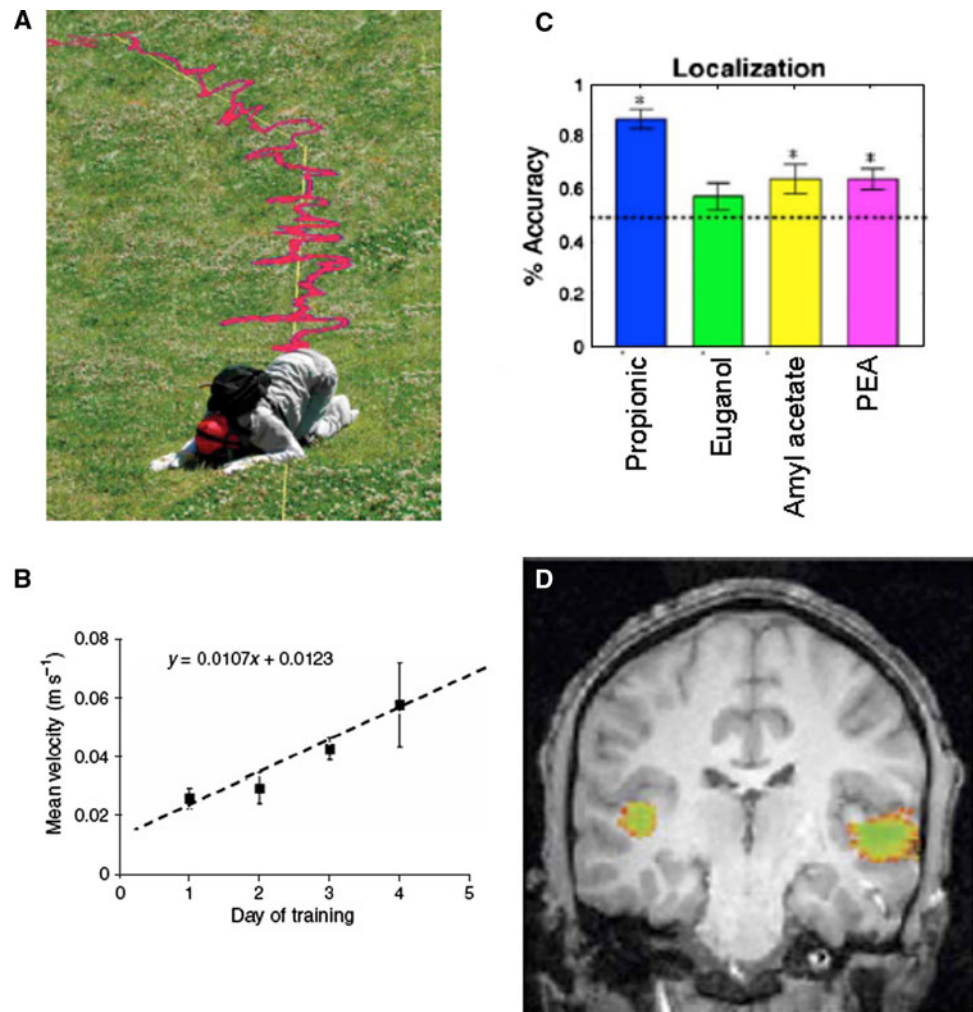 A
B
y = 0.0107x + 0.0123
Mean velocity (m s⁻¹)
0.08
0.06
0.04
0.02
0
0
1
2
3
4
5
Day of training
C
Localization
% Accuracy
1
0.8
0.6
0.4
0.2
0
*
*
*
Propionic
Euganol
Amyl acetate
PEA
D